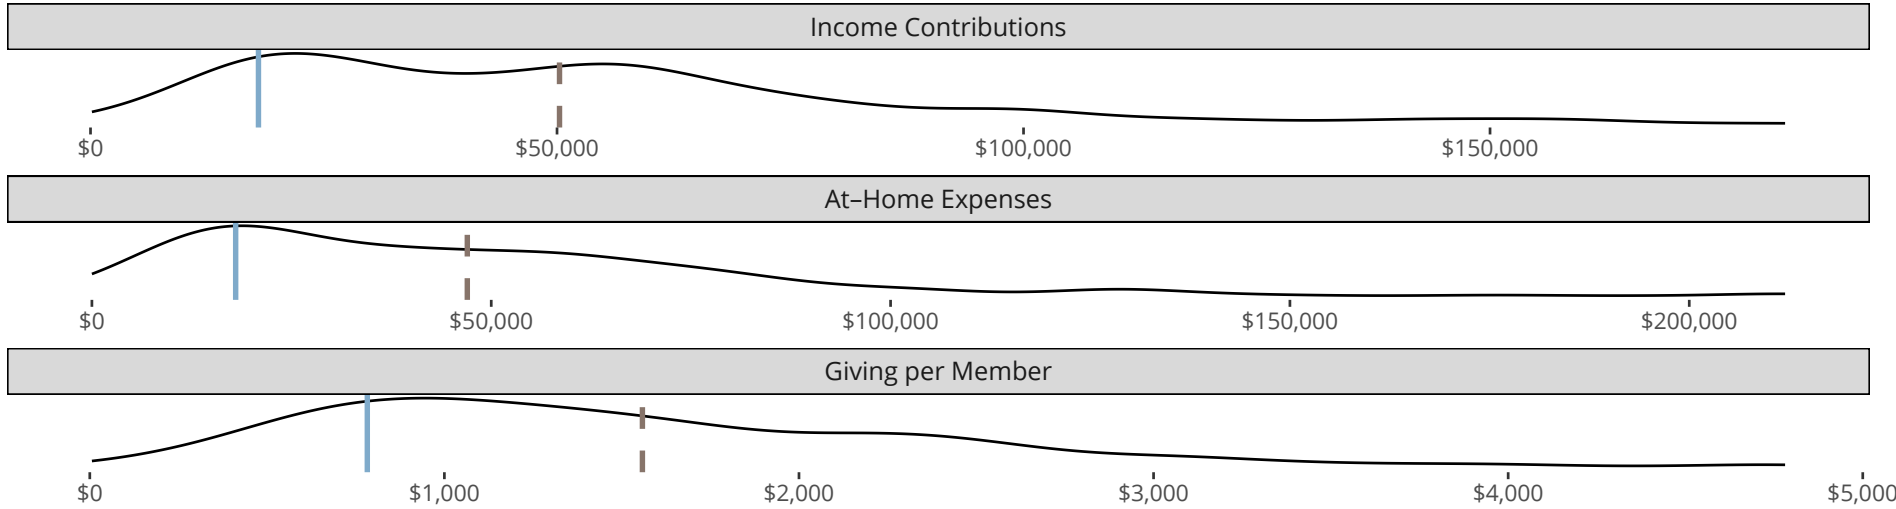 Income Contributions
$0 $50,000 $100,000 $150,000
At–Home Expenses
$0 $50,000 $100,000 $150,000 $200,000
Giving per Member
$0 $1,000 $2,000 $3,000 $4,000 $5,000